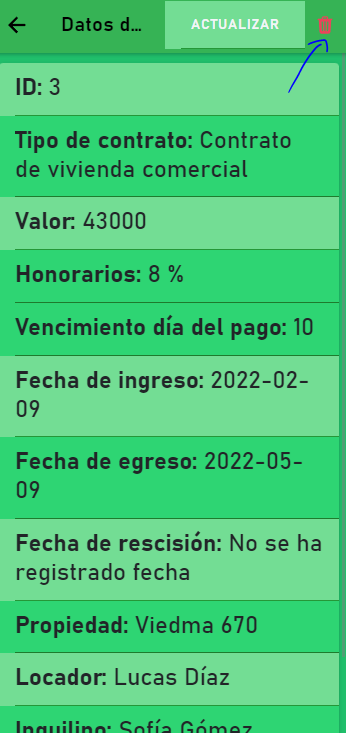 Datos d...
ACTUALIZAR
ID: 3
Tipo de contrato: Contrato
de vivienda comercial
Valor: 43000
Honorarios: 8 %
Vencimiento día del pago: 10
Fecha de ingreso: 2022-02-
09
Fecha de egreso: 2022-05-
09
Fecha de rescisión: No se ha
registrado fecha
Propiedad: Viedma 670
Locador: Lucas Díaz
Inquilino: Sofía Gómez